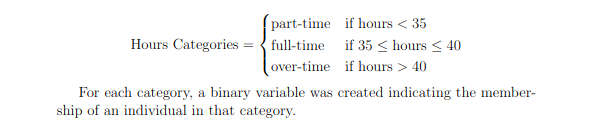 part-time if hours < 35
Hours Categories = { full-time if 35 ≤ hours ≤ 40
over-time if hours > 40
For each category, a binary variable was created indicating the member-
ship of an individual in that category.